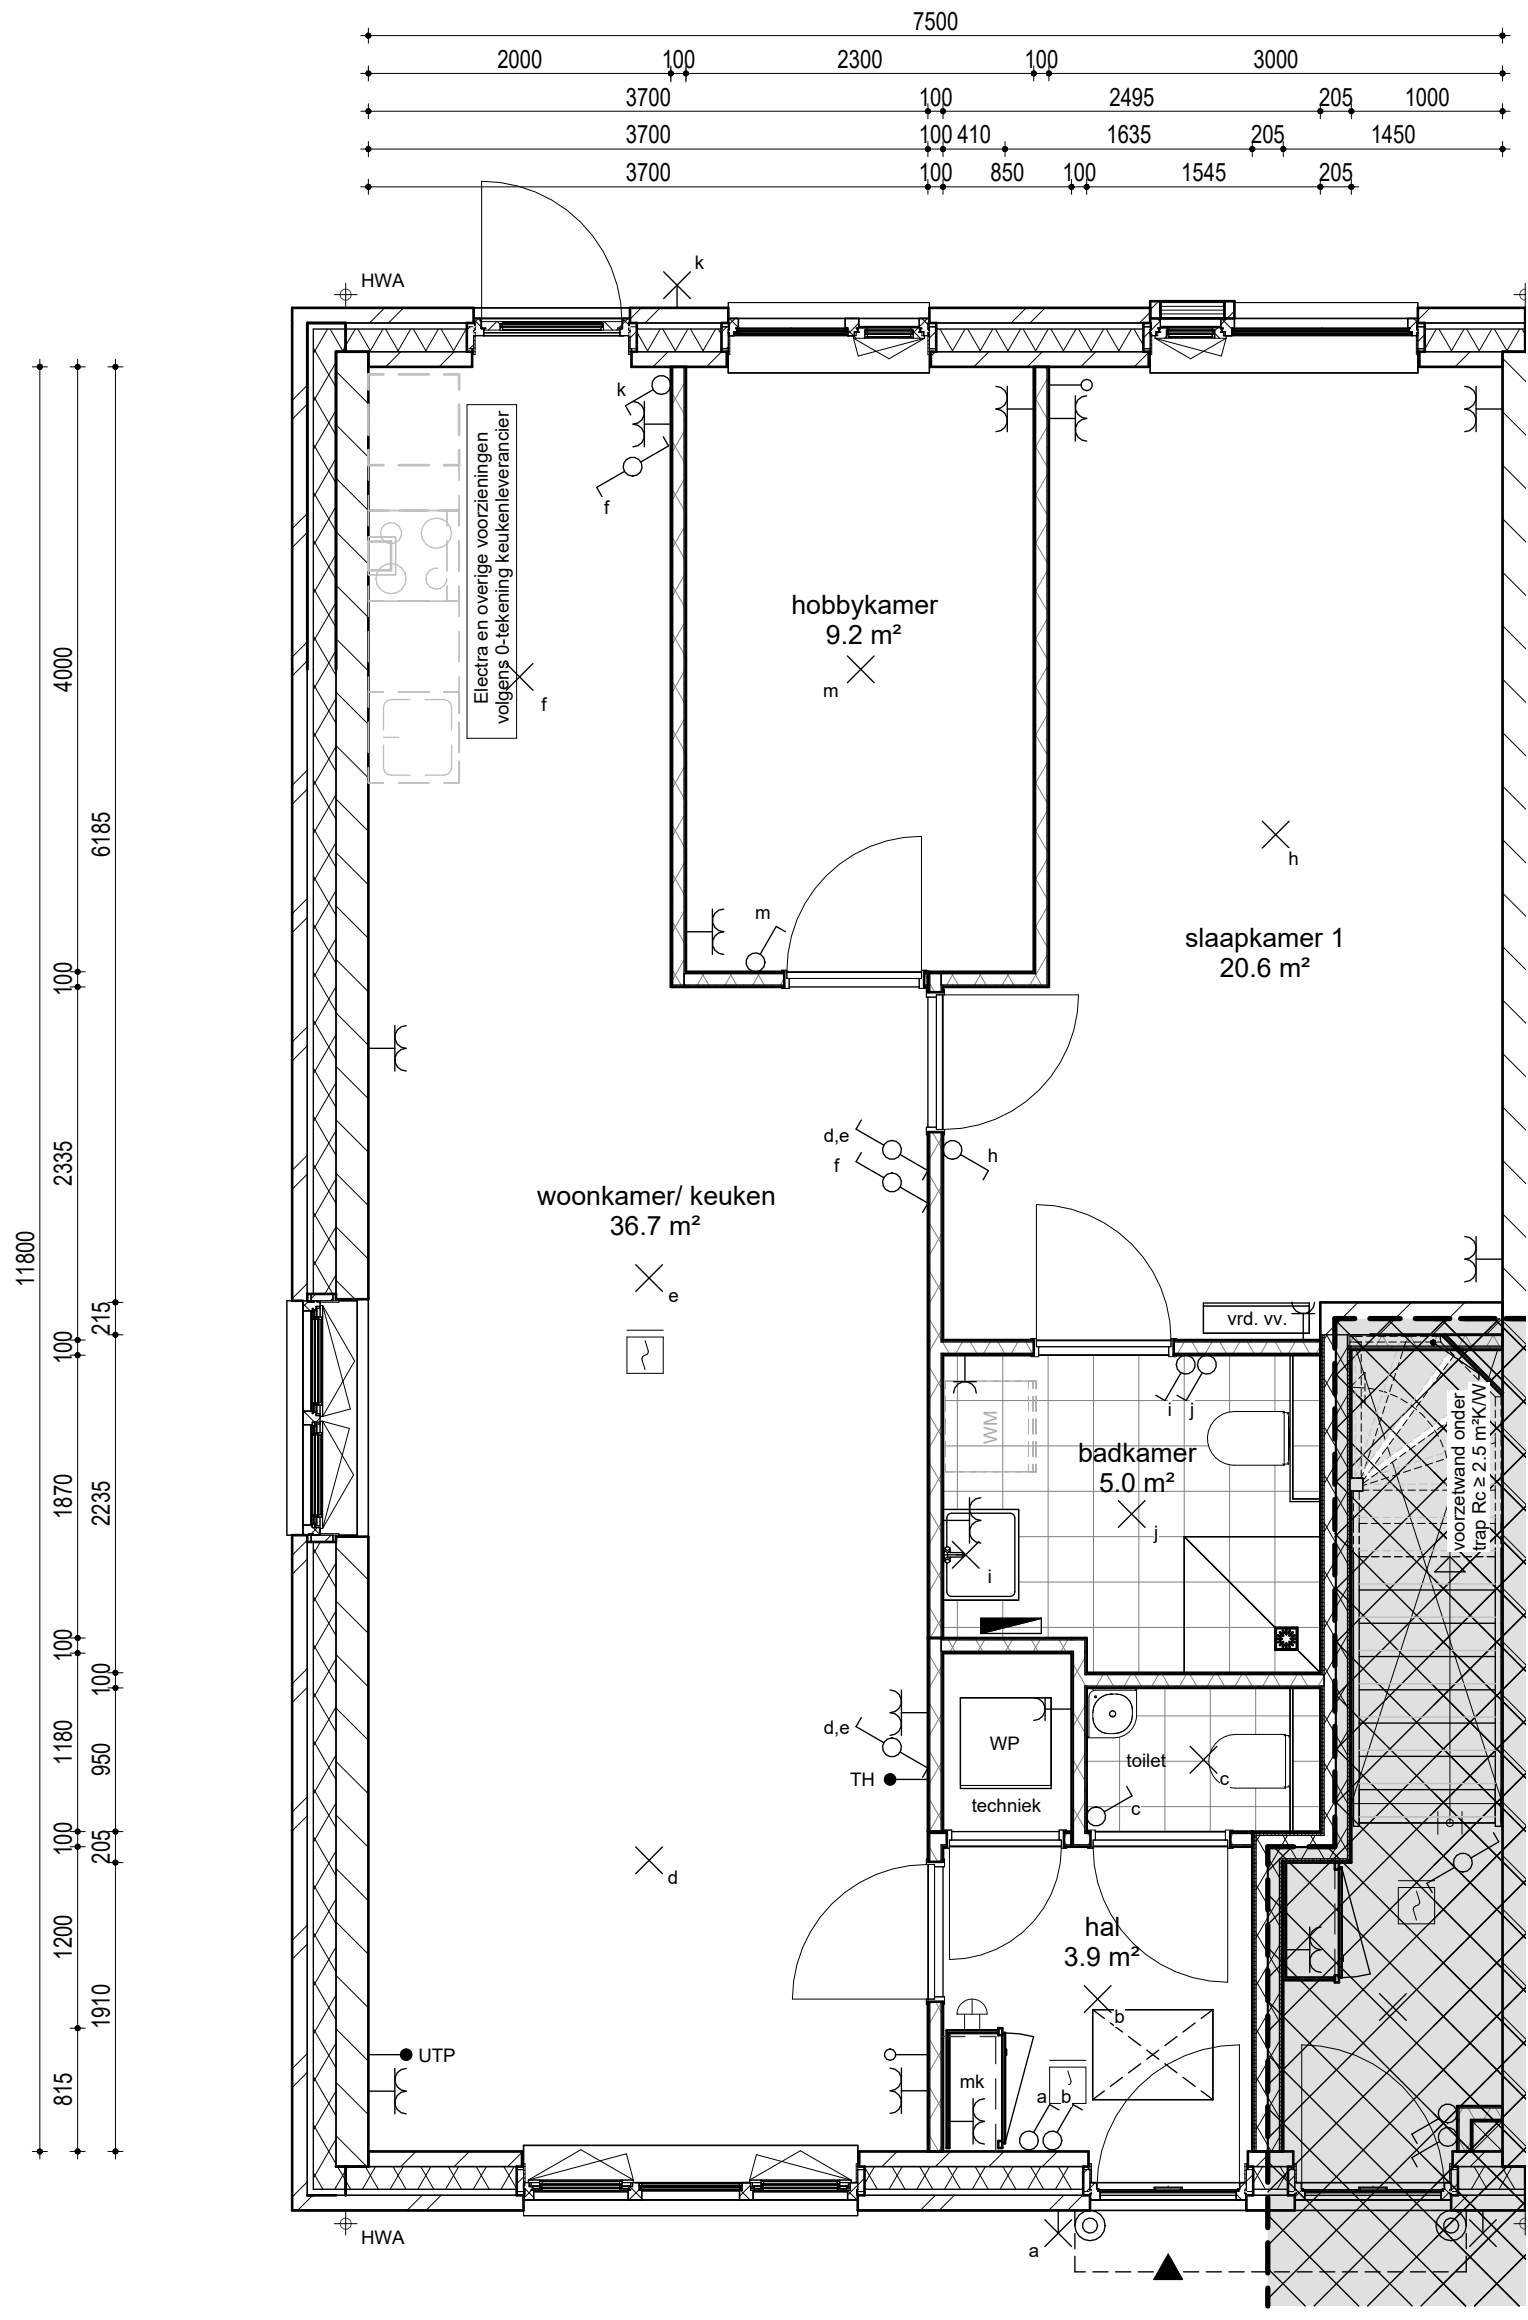 7500
2000 100 2300 100 3000
3700 100 2495 205 1000
3700 100 410 1635 205 1450
3700 100 850 100 1545 205
HWA
k
k
f
Electra en overige voorzieningen
volgens 0-tekening keukenleverancier
f
hobbykamer
9.2 m²
m
m
h
slaapkamer 1
20.6 m²
d,e
f
h
woonkamer/ keuken
36.7 m²
e
vrd. vv.
WM
i j
badkamer
5.0 m²
j
i
voorzetwand onder
trap Rc ≥ 2.5 m²K/W
d,e
TH
WP
techniek
toilet
c
c
d
hal
3.9 m²
b
UTP
mk
a b
HWA
a
11800
4000
100
2335
100
1870
100
1180
100
1200
815
6185
215
2235
100
950
205
1910